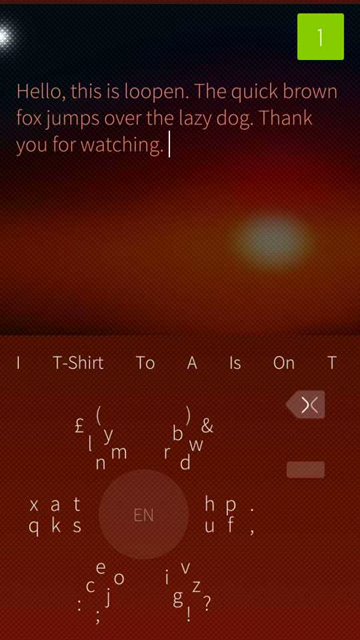 1
Hello, this is loopen. The quick brown
fox jumps over the lazy dog. Thank
you for watching.
I T-Shirt To A Is On T
£ ( y l m n
) & b w r d
x a t
q k s
EN
h p .
u f ,
e o c j : ;
v i z g ? !